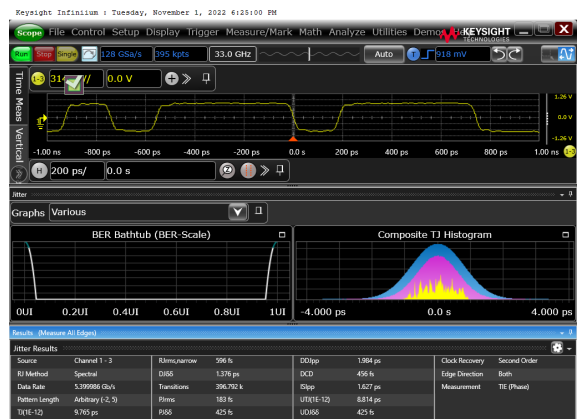 Keysight Infiniium : Tuesday, November 1, 2022 6:25:00 PM
Scope File Control Setup Display Trigger Measure/Mark Math Analyze Utilities Demos KEYSIGHT
TECHNOLOGIES
Run Stop Single 128 GSa/s 395 kpts 33.0 GHz Auto T 918 mV
Time Meas Vertical
1-3 0.0 V
1.26 V
0.0 V
-1.26 V
-1.00 ns -800 ps -600 ps -400 ps -200 ps 0.0 s 200 ps 400 ps 600 ps 800 ps 1.00 ns 1-3
H 200 ps/ 0.0 s
Jitter
Graphs Various
BER Bathtub (BER-Scale) Composite TJ Histogram
0UI 0.2UI 0.4UI 0.6UI 0.8UI 1UI -4.000 ps 0.0 s 4.000 ps
Results (Measure All Edges)
Jitter Results
Source Channel 1 - 3 RJrms,narrow 596 fs DDJpp 1.984 ps Clock Recovery Second Order
RJ Method Spectral DJδδ 1.376 ps DCD 456 fs Edge Direction Both
Data Rate 5.399986 Gb/s Transitions 396.792 k ISIpp 1.627 ps Measurement TIE (Phase)
Pattern Length Arbitrary (-2, 5) PJrms 183 fs UTJ(1E-12) 8.814 ps
TJ(1E-12) 9.765 ps PJδδ 425 fs UDJδδ 425 fs